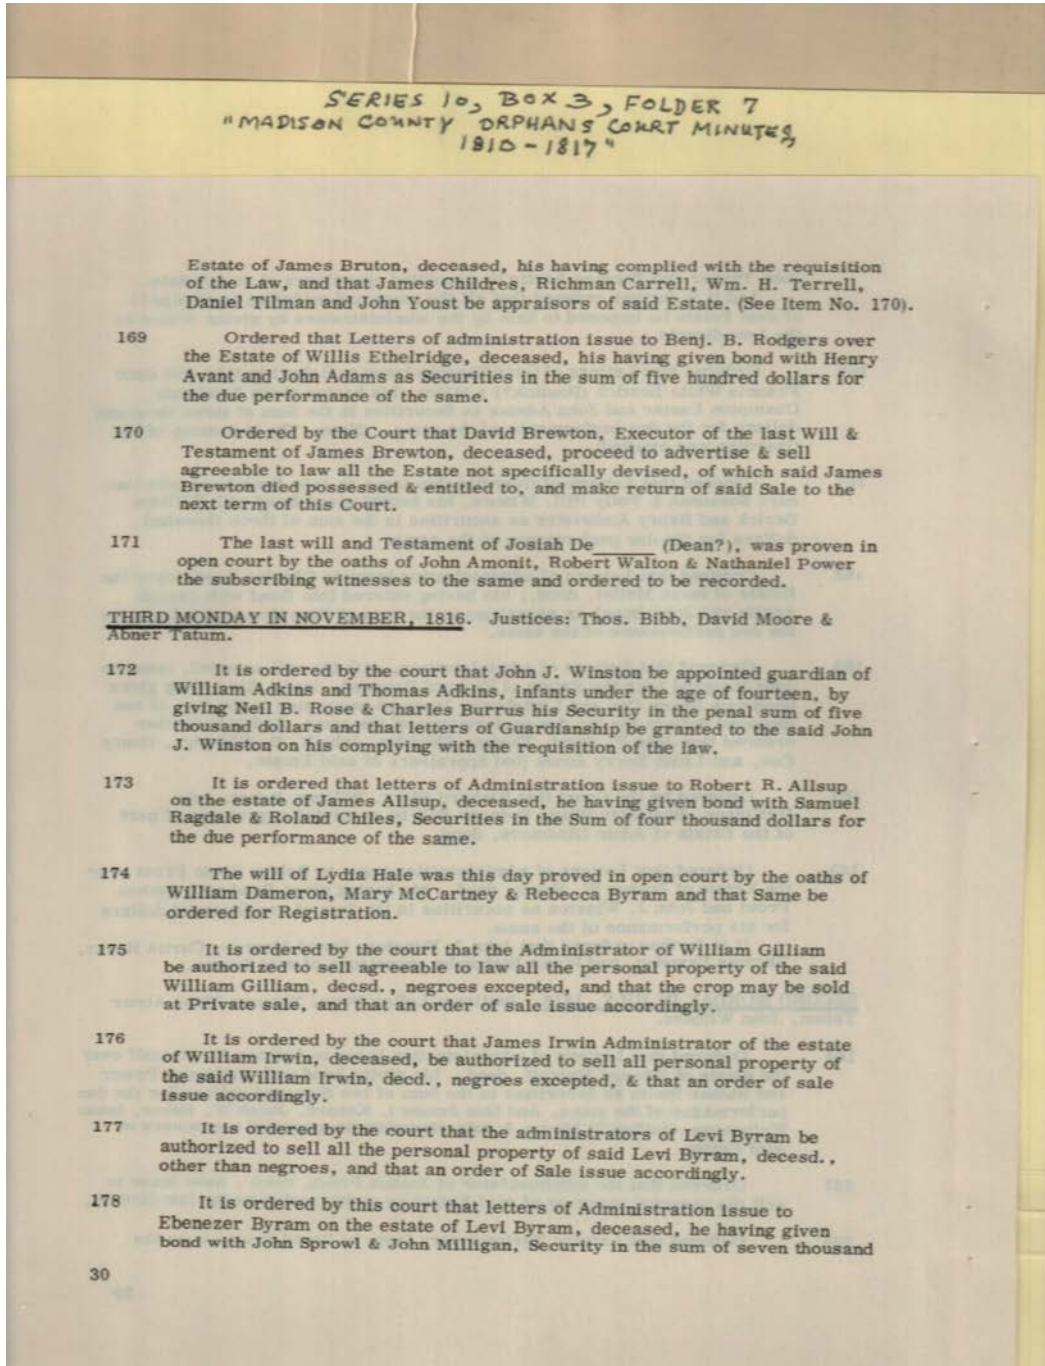 SERIES 10, BOX 3, FOLDER 7
"MADISON COUNTY ORPHANS COURT MINUTES,
1810-1817"
Estate of James Bruton, deceased, his having complied with the requisition
of the Law, and that James Childres, Richman Carrell, Wm. H. Terrell,
Daniel Tilman and John Youst be appraisors of said Estate. (See Item No. 170).
169 Ordered that Letters of administration issue to Benj. B. Rodgers over
the Estate of Willis Ethelridge, deceased, his having given bond with Henry
Avant and John Adams as Securities in the sum of five hundred dollars for
the due performance of the same.
170 Ordered by the Court that David Brewton, Executor of the last Will &
Testament of James Brewton, deceased, proceed to advertise & sell
agreeable to law all the Estate not specifically devised, of which said James
Brewton died possessed & entitled to, and make return of said Sale to the
next term of this Court.
171 The last will and Testament of Josiah De______ (Dean?), was proven in
open court by the oaths of John Amonit, Robert Walton & Nathaniel Power
the subscribing witnesses to the same and ordered to be recorded.
THIRD MONDAY IN NOVEMBER, 1816. Justices: Thos. Bibb, David Moore &
Abner Tatum.
172 It is ordered by the court that John J. Winston be appointed guardian of
William Adkins and Thomas Adkins, infants under the age of fourteen, by
giving Neil B. Rose & Charles Burrus his Security in the penal sum of five
thousand dollars and that letters of Guardianship be granted to the said John
J. Winston on his complying with the requisition of the law.
173 It is ordered that letters of Administration issue to Robert R. Allsup
on the estate of James Allsup, deceased, he having given bond with Samuel
Ragdale & Roland Chiles, Securities in the Sum of four thousand dollars for
the due performance of the same.
174 The will of Lydia Hale was this day proved in open court by the oaths of
William Dameron, Mary McCartney & Rebecca Byram and that Same be
ordered for Registration.
175 It is ordered by the court that the Administrator of William Gilliam
be authorized to sell agreeable to law all the personal property of the said
William Gilliam, decsd., negroes excepted, and that the crop may be sold
at Private sale, and that an order of sale issue accordingly.
176 It is ordered by the court that James Irwin Administrator of the estate
of William Irwin, deceased, be authorized to sell all personal property of
the said William Irwin, decd., negroes excepted, & that an order of sale
issue accordingly.
177 It is ordered by the court that the administrators of Levi Byram be
authorized to sell all the personal property of said Levi Byram, decesd.,
other than negroes, and that an order of Sale issue accordingly.
178 It is ordered by this court that letters of Administration issue to
Ebenezer Byram on the estate of Levi Byram, deceased, he having given
bond with John Sprowl & John Milligan, Security in the sum of seven thousand
30